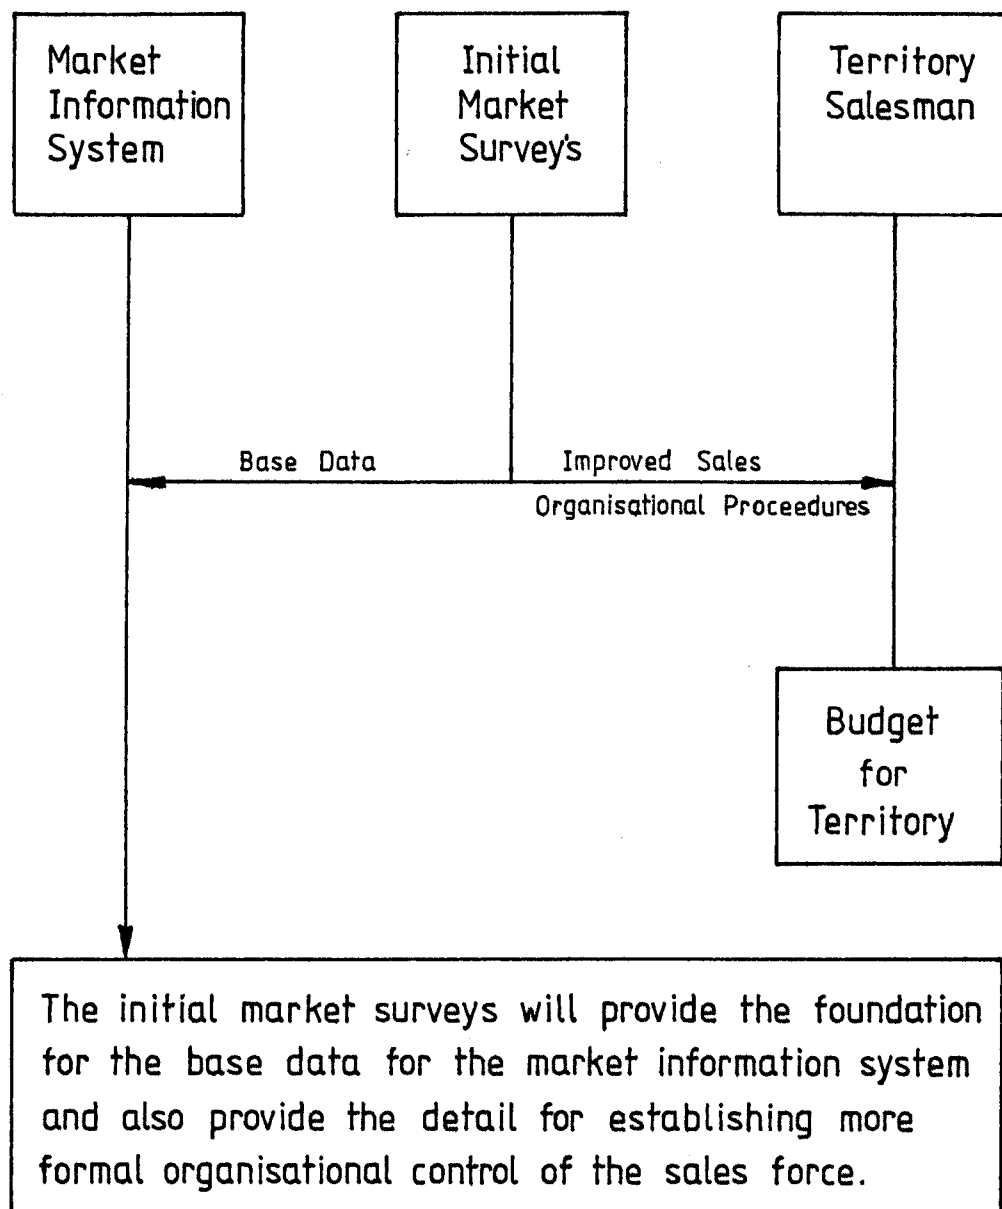 Market
Information
System
Initial
Market
Survey's
Territory
Salesman
Base Data
Improved Sales
Organisational Proceedures
Budget
for
Territory
The initial market surveys will provide the foundation
for the base data for the market information system
and also provide the detail for establishing more
formal organisational control of the sales force.